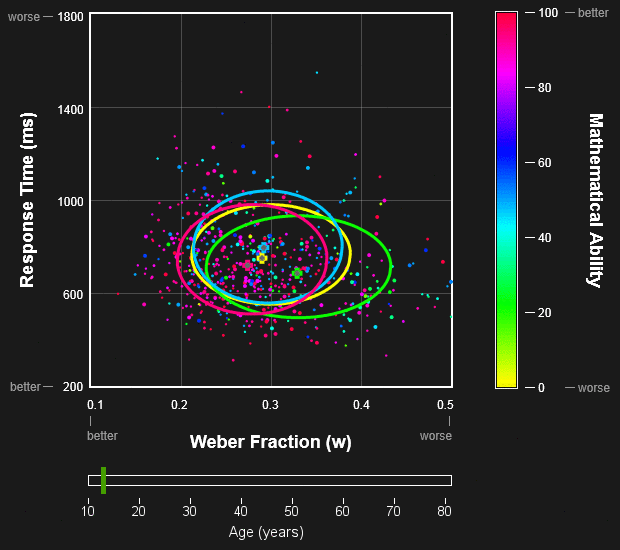 worse
1800
1400
1000
600
better
200
Response Time (ms)
0.1
0.2
0.3
0.4
0.5
better
worse
Weber Fraction (w)
10
20
30
40
50
60
70
80
Age (years)
100
better
80
60
40
20
0
worse
Mathematical Ability